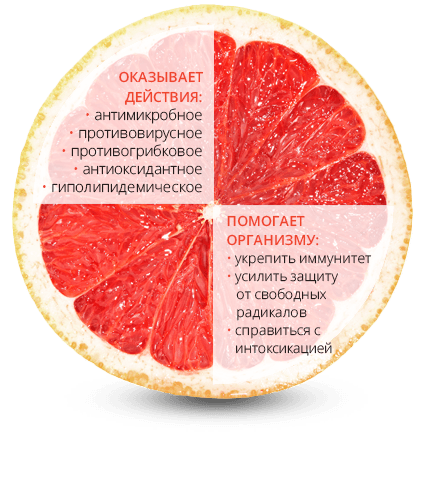 ОКАЗЫВАЕТ
ДЕЙСТВИЯ:
• антимикробное
• противовирусное
• противогрибковое
• антиоксидантное
• гиполипидемическое
ПОМОГАЕТ
ОРГАНИЗМУ:
• укрепить иммунитет
• усилить защиту
от свободных
радикалов
• справиться с
интоксикацией